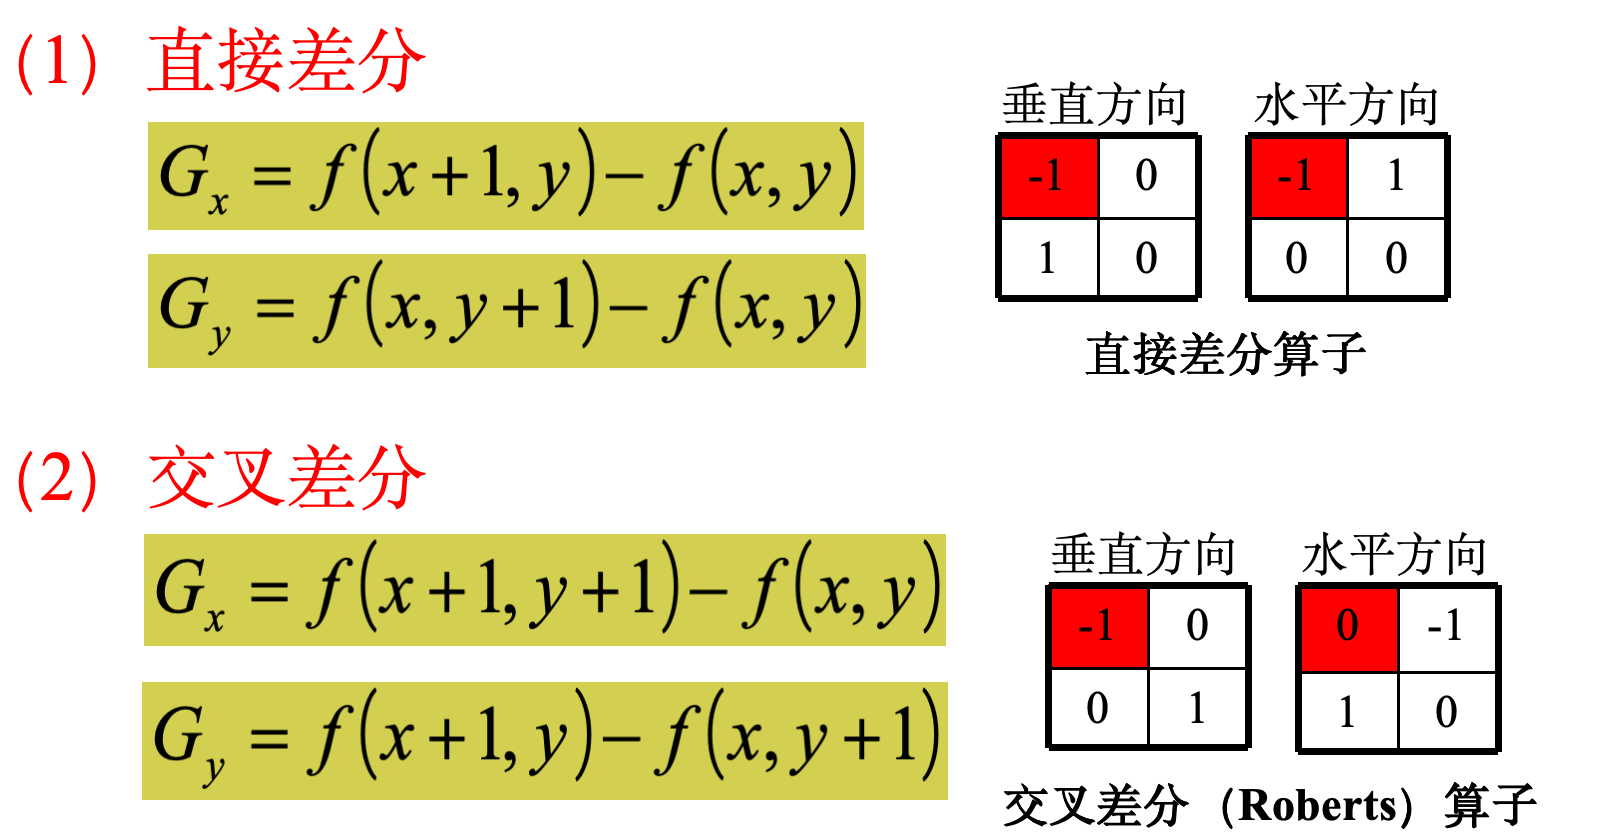 （1） 直接差分
G_x = f(x+1, y) − f(x, y)
G_y = f(x, y+1) − f(x, y)
垂直方向 水平方向
-1 0 -1 1
1 0 0 0
直接差分算子
（2） 交叉差分
G_x = f(x+1, y+1) − f(x, y)
G_y = f(x+1, y) − f(x, y+1)
垂直方向 水平方向
-1 0 0 -1
0 1 1 0
交叉差分（Roberts）算子